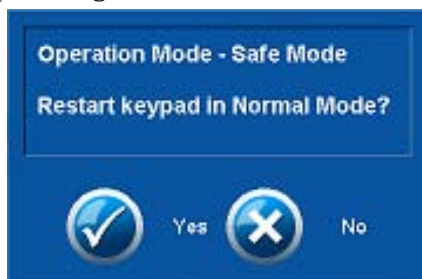 Operation Mode - Safe Mode
Restart keypad in Normal Mode?
Yes No